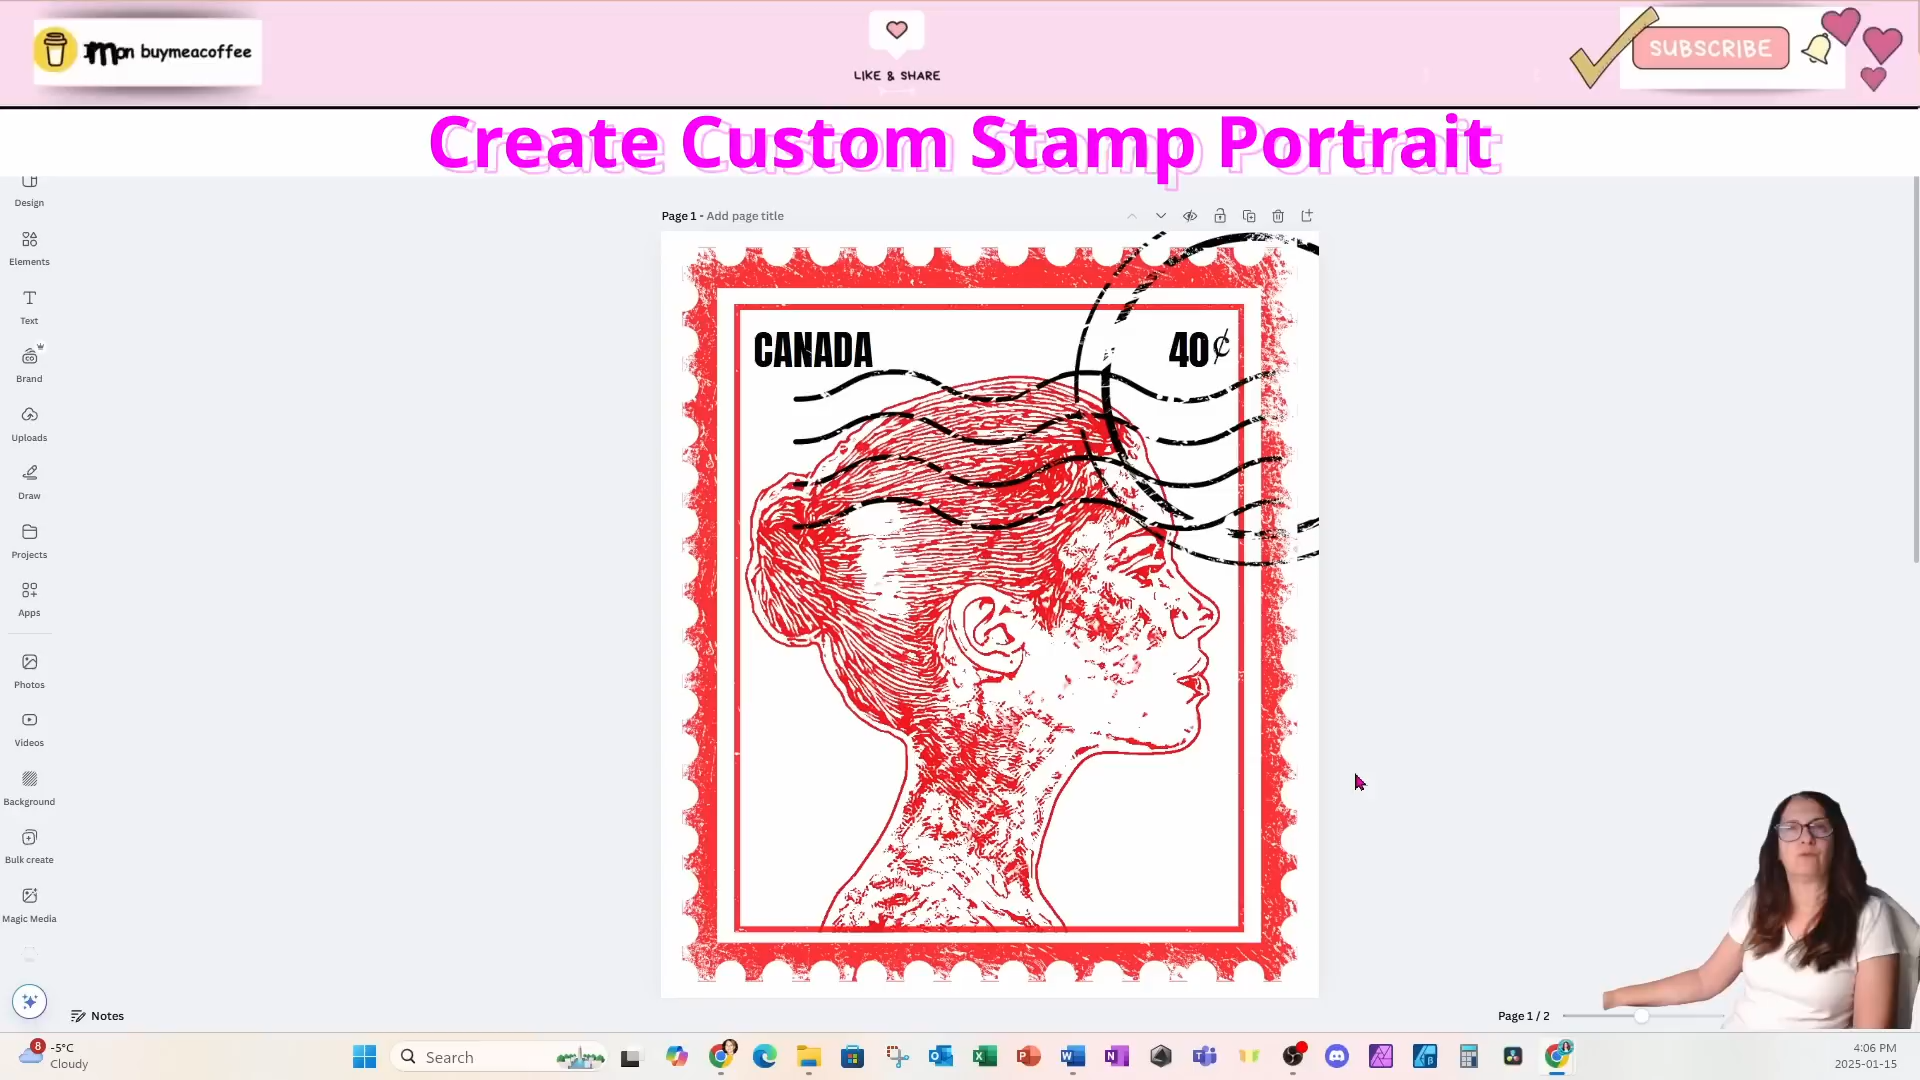 on buymeacoffee
LIKE & SHARE
SUBSCRIBE
Create Custom Stamp Portrait
Design
Page 1 - Add page title
Elements
Text
CANADA
40¢
Brand
Uploads
Draw
Projects
Apps
Photos
Videos
Background
Bulk create
Magic Media
Notes
Page 1 / 2
8
-5°C
Cloudy
Search
4:06 PM
2025-01-15